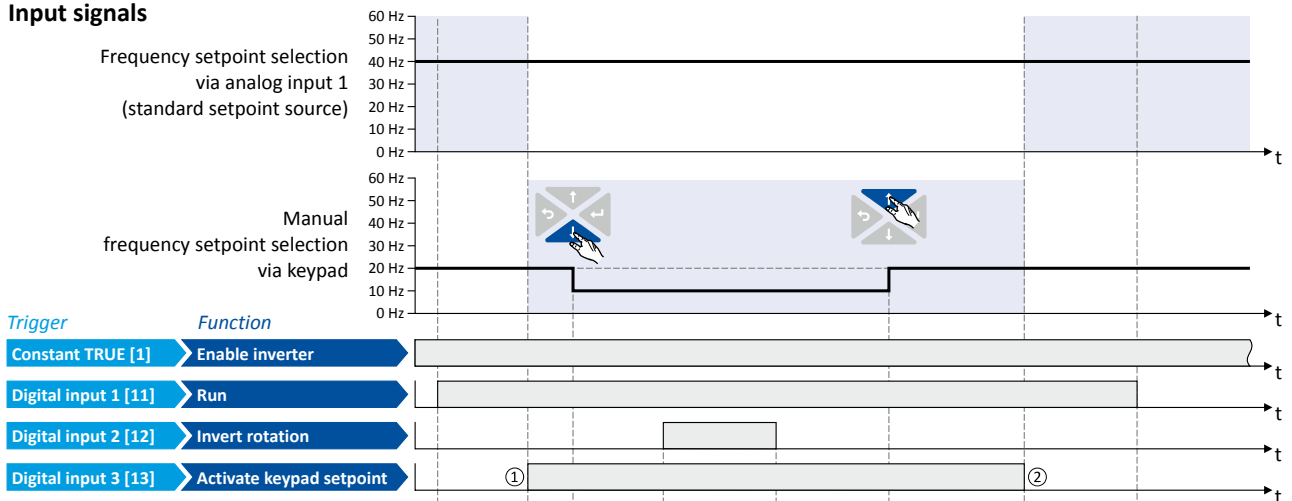 Input signals
Frequency setpoint selection
via analog input 1
(standard setpoint source)
60 Hz
50 Hz
40 Hz
30 Hz
20 Hz
10 Hz
0 Hz
t
Manual
frequency setpoint selection
via keypad
60 Hz
50 Hz
40 Hz
30 Hz
20 Hz
10 Hz
0 Hz
t
Trigger Function
Constant TRUE [1] Enable inverter
t
Digital input 1 [11] Run
t
Digital input 2 [12] Invert rotation
t
Digital input 3 [13] Activate keypad setpoint ① ②
t